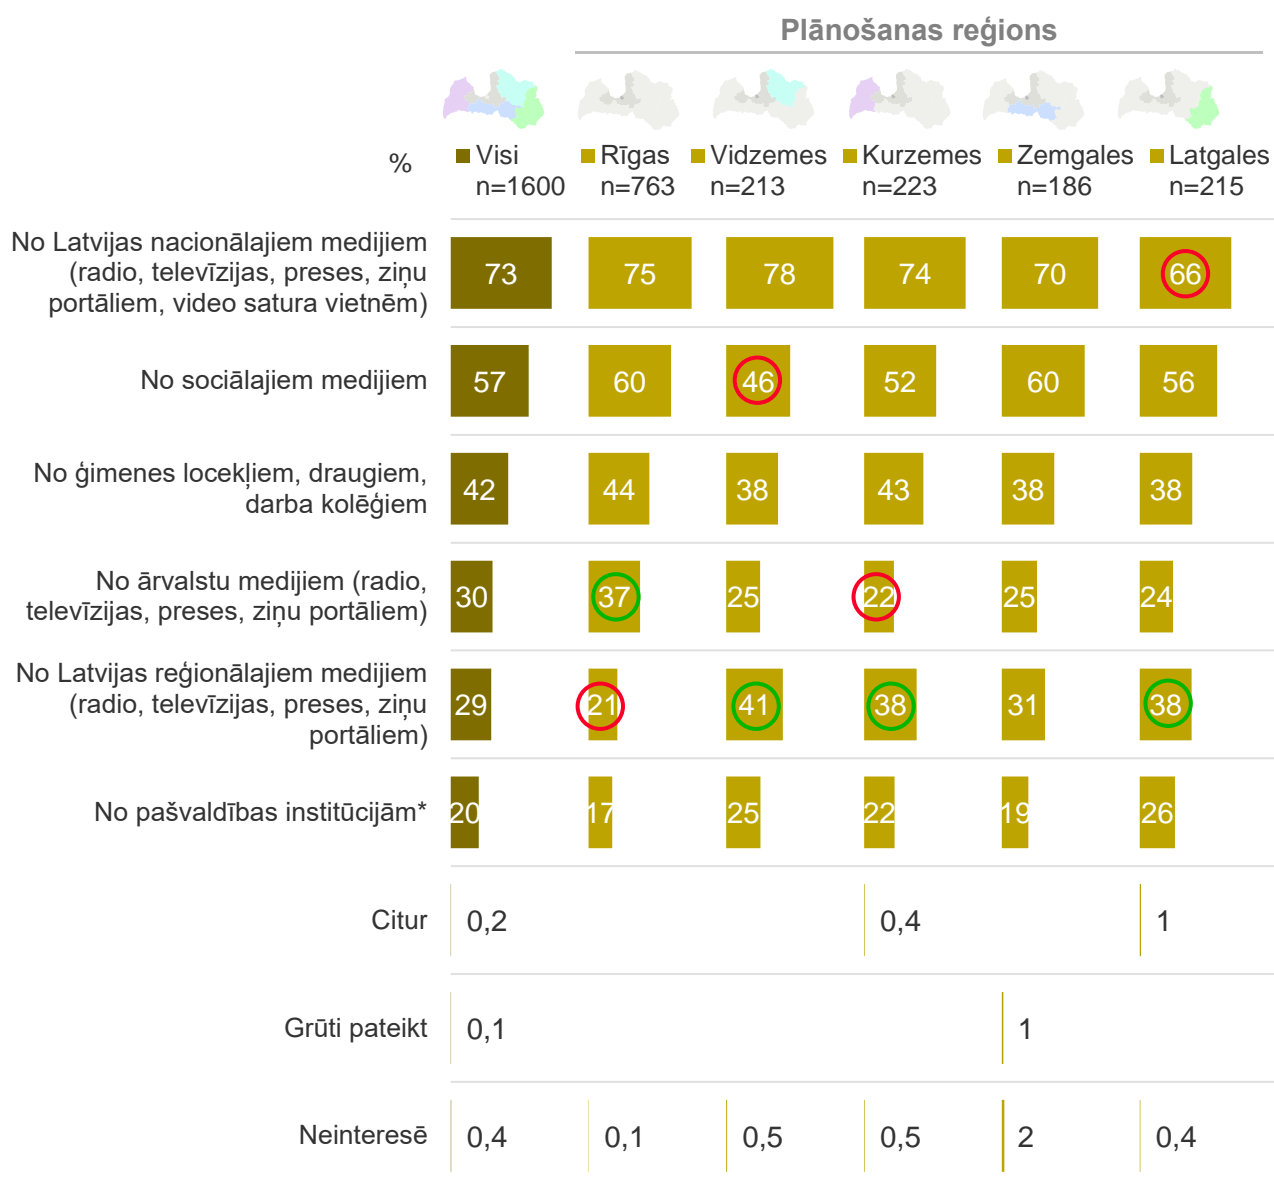 Plānošanas reģions
%
Visi
n=1600
Rīgas
n=763
Vidzemes
n=213
Kurzemes
n=223
Zemgales
n=186
Latgales
n=215
No Latvijas nacionālajiem medijiem
(radio, televīzijas, preses, ziņu
portāliem, video satura vietnēm)
73 75 78 74 70 66
No sociālajiem medijiem
57 60 46 52 60 56
No ģimenes locekļiem, draugiem,
darba kolēģiem
42 44 38 43 38 38
No ārvalstu medijiem (radio,
televīzijas, preses, ziņu portāliem)
30 37 25 22 25 24
No Latvijas reģionālajiem medijiem
(radio, televīzijas, preses, ziņu
portāliem)
29 21 41 38 31 38
No pašvaldības institūcijām*
20 17 25 22 19 26
Citur
0,2 0,4 1
Grūti pateikt
0,1 1
Neinteresē
0,4 0,1 0,5 0,5 2 0,4